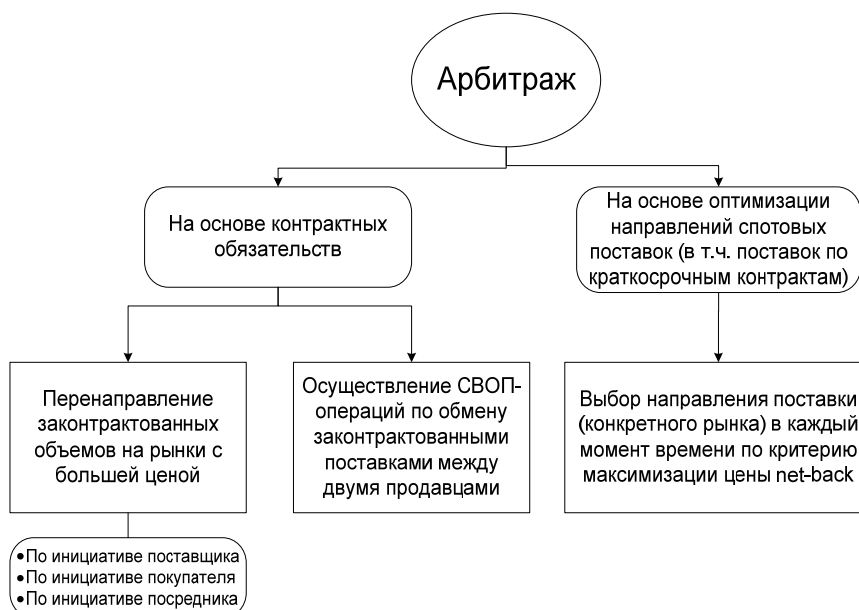 Арбитраж
На основе контрактных
обязательств
На основе оптимизации
направлений спотовых
поставок (в т.ч. поставок по
краткосрочным контрактам)
Перенаправление
законтрактованных
объемов на рынки с
большей ценой
Осуществление СВОП-
операций по обмену
законтрактованными
поставками между
двумя продавцами
Выбор направления поставки
(конкретного рынка) в каждый
момент времени по критерию
максимизации цены net-back
•По инициативе поставщика
•По инициативе покупателя
•По инициативе посредника